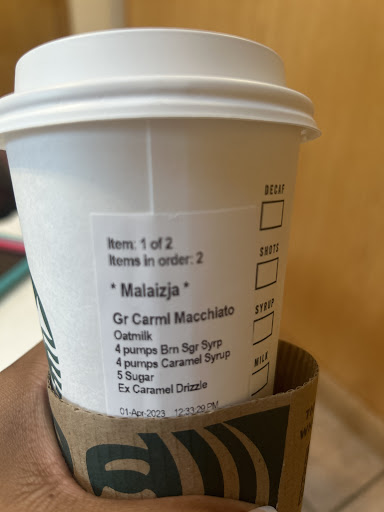 DECAF
SHOTS
SYRUP
MILK
Item: 1 of 2
Items in order: 2
* Malaizja *
Gr Carml Macchiato
Oatmilk
4 pumps Brn Sgr Syrp
4 pumps Caramel Syrup
5 Sugar
Ex Caramel Drizzle
01-Apr-2023 12:33:29 PM